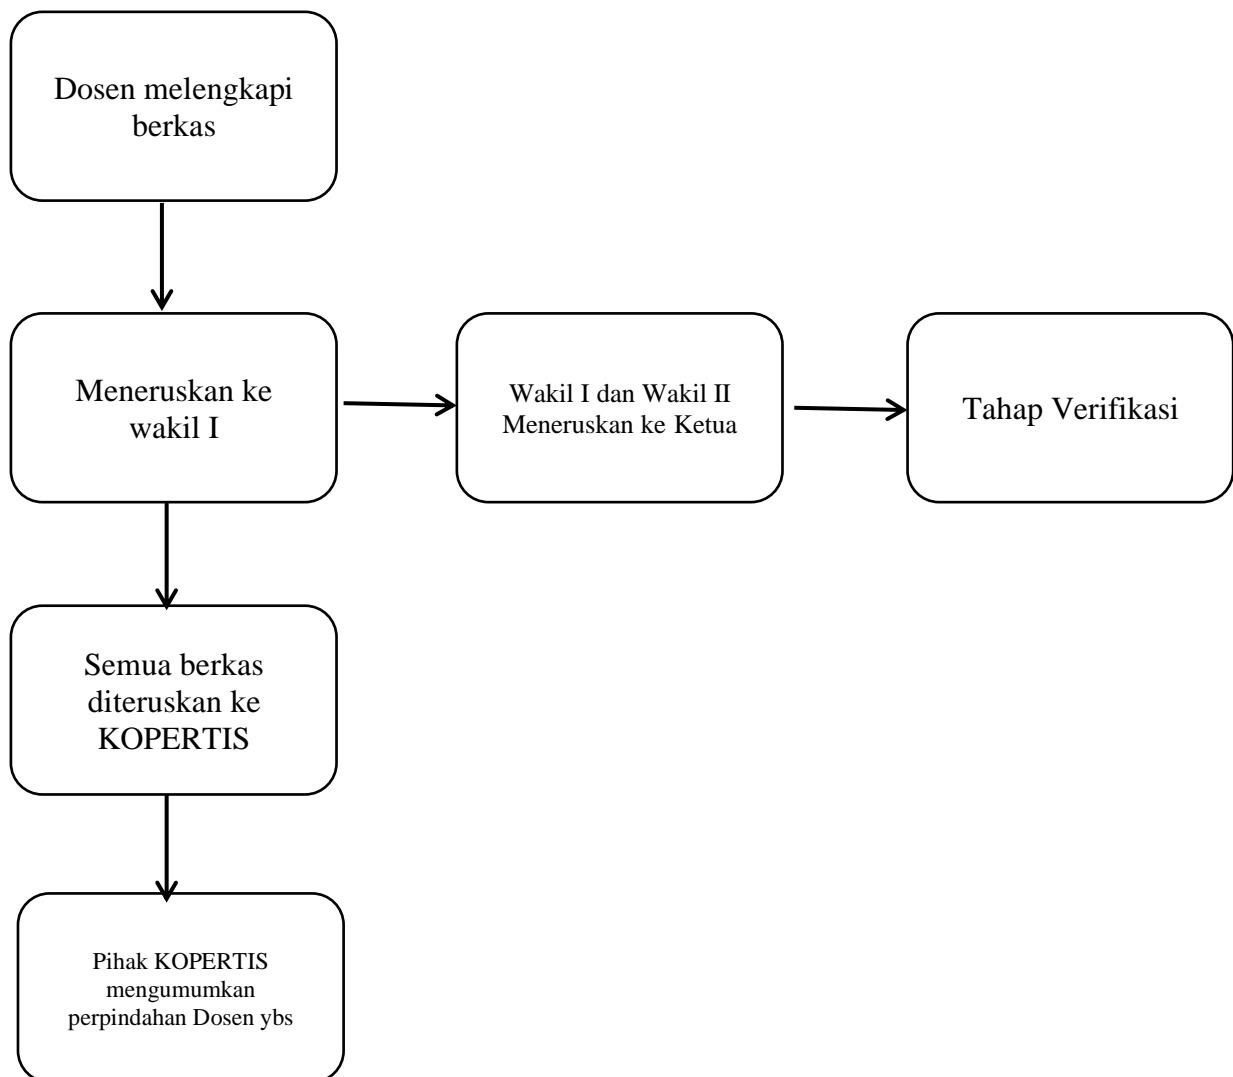 Dosen melengkapi
berkas
Meneruskan ke
wakil I
Wakil I dan Wakil II
Meneruskan ke Ketua
Tahap Verifikasi
Semua berkas
diteruskan ke
KOPERTIS
Pihak KOPERTIS
mengumumkan
perpindahan Dosen ybs